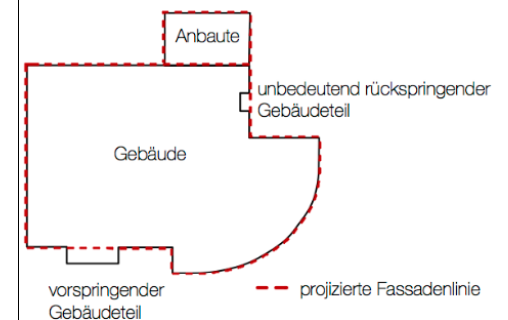 Anbaute
unbedeutend rückspringender
Gebäudeteil
Gebäude
vorspringender
Gebäudeteil
projizierte Fassadenlinie